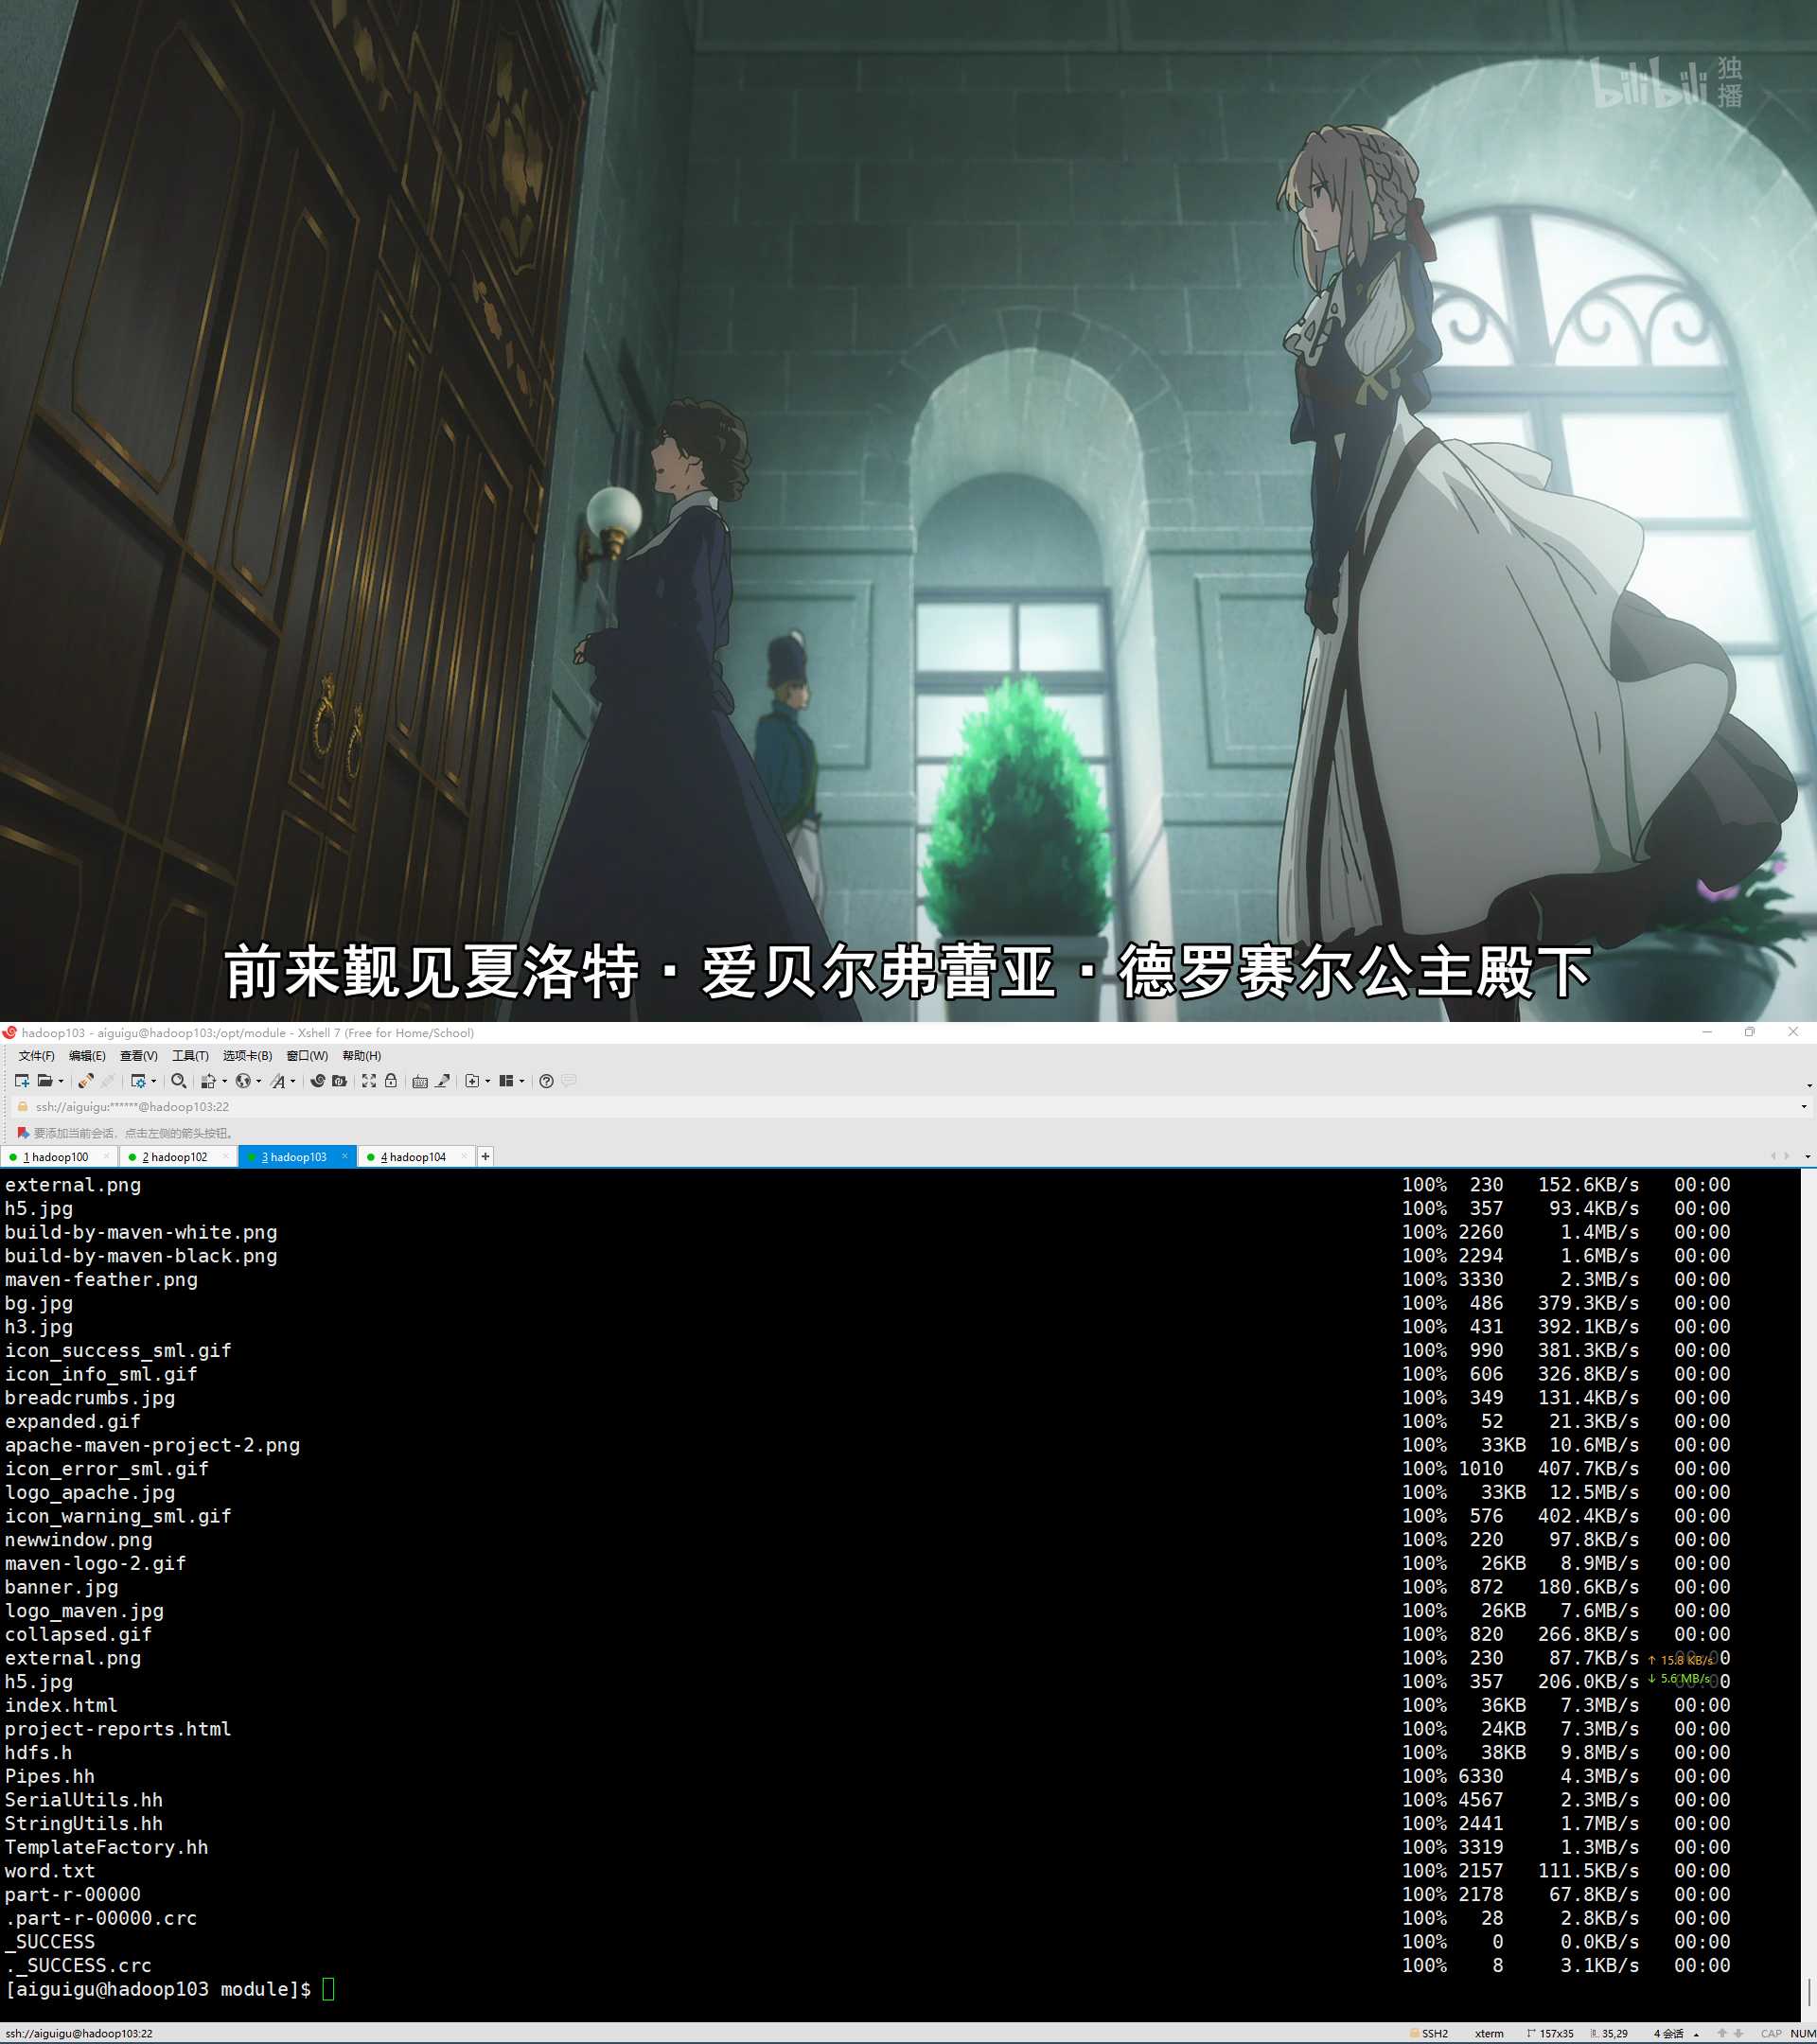 bilibili 独播
前来觐见夏洛特·爱贝尔弗蕾亚·德罗赛尔公主殿下
hadoop103 - aiguigu@hadoop103:/opt/module - Xshell 7 (Free for Home/School)
文件(F) 编辑(E) 查看(V) 工具(T) 选项卡(B) 窗口(W) 帮助(H)
ssh://aiguigu:******@hadoop103:22
要添加当前会话，点击左侧的箭头按钮。
1 hadoop100 2 hadoop102 3 hadoop103 4 hadoop104
external.png 100% 230 152.6KB/s 00:00
h5.jpg 100% 357 93.4KB/s 00:00
build-by-maven-white.png 100% 2260 1.4MB/s 00:00
build-by-maven-black.png 100% 2294 1.6MB/s 00:00
maven-feather.png 100% 3330 2.3MB/s 00:00
bg.jpg 100% 486 379.3KB/s 00:00
h3.jpg 100% 431 392.1KB/s 00:00
icon_success_sml.gif 100% 990 381.3KB/s 00:00
icon_info_sml.gif 100% 606 326.8KB/s 00:00
breadcrumbs.jpg 100% 349 131.4KB/s 00:00
expanded.gif 100% 52 21.3KB/s 00:00
apache-maven-project-2.png 100% 33KB 10.6MB/s 00:00
icon_error_sml.gif 100% 1010 407.7KB/s 00:00
logo_apache.jpg 100% 33KB 12.5MB/s 00:00
icon_warning_sml.gif 100% 576 402.4KB/s 00:00
newwindow.png 100% 220 97.8KB/s 00:00
maven-logo-2.gif 100% 26KB 8.9MB/s 00:00
banner.jpg 100% 872 180.6KB/s 00:00
logo_maven.jpg 100% 26KB 7.6MB/s 00:00
collapsed.gif 100% 820 266.8KB/s 00:00
external.png 100% 230 87.7KB/s ↑ 15.8 KB/s
h5.jpg 100% 357 206.0KB/s ↓ 5.6 MB/s
index.html 100% 36KB 7.3MB/s 00:00
project-reports.html 100% 24KB 7.3MB/s 00:00
hdfs.h 100% 38KB 9.8MB/s 00:00
Pipes.hh 100% 6330 4.3MB/s 00:00
SerialUtils.hh 100% 4567 2.3MB/s 00:00
StringUtils.hh 100% 2441 1.7MB/s 00:00
TemplateFactory.hh 100% 3319 1.3MB/s 00:00
word.txt 100% 2157 111.5KB/s 00:00
part-r-00000 100% 2178 67.8KB/s 00:00
.part-r-00000.crc 100% 28 2.8KB/s 00:00
_SUCCESS 100% 0 0.0KB/s 00:00
._SUCCESS.crc 100% 8 3.1KB/s 00:00
[aiguigu@hadoop103 module]$
ssh://aiguigu@hadoop103:22 SSH2 xterm 157x35 35,29 4 会话 CAP NUM